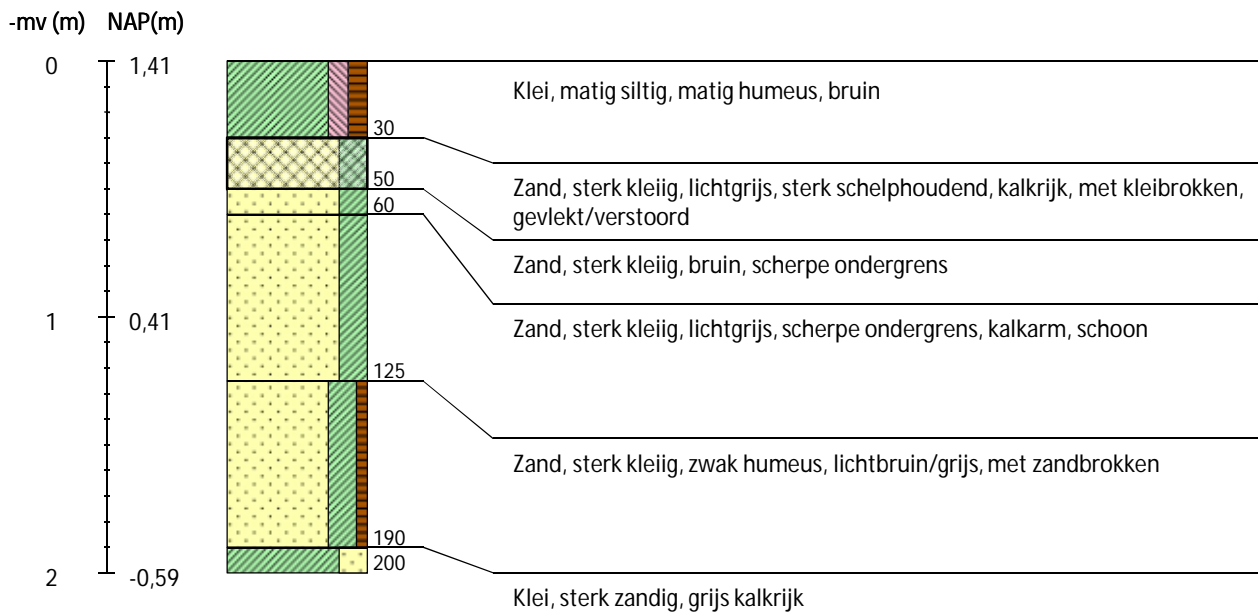 -mv (m) NAP(m)
0 1,41
Klei, matig siltig, matig humeus, bruin
30
Zand, sterk kleiig, lichtgrijs, sterk schelphoudend, kalkrijk, met kleibrokken,
gevlekt/verstoord
50
60
Zand, sterk kleiig, bruin, scherpe ondergrens
1 0,41
Zand, sterk kleiig, lichtgrijs, scherpe ondergrens, kalkarm, schoon
125
Zand, sterk kleiig, zwak humeus, lichtbruin/grijs, met zandbrokken
190
200
2 -0,59
Klei, sterk zandig, grijs kalkrijk